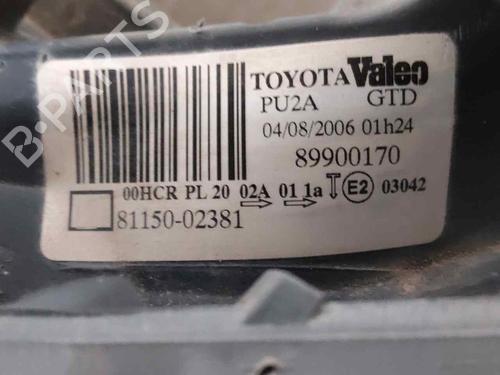 TOYOTA Valeo
PU2A GTD
04/08/2006 01h24
89900170
00HCR PL 20 02A 01 1a E2 03042
81150-02381
B-PARTS